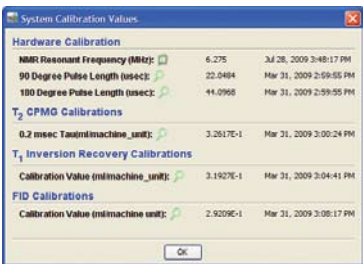 System Calibration Values
Hardware Calibration
NMR Resonant Frequency (MHz): 6.275 Jul 28, 2009 3:48:17 PM
90 Degree Pulse Length (usec): 22.0484 Mar 31, 2009 2:59:55 PM
180 Degree Pulse Length (usec): 44.0968 Mar 31, 2009 2:59:55 PM
T2 CPMG Calibrations
0.2 msec Tau(ml/machine_unit): 3.2617E-1 Mar 31, 2009 3:00:24 PM
T1 Inversion Recovery Calibrations
Calibration Value (ml/machine_unit): 3.1927E-1 Mar 31, 2009 3:04:41 PM
FID Calibrations
Calibration Value (ml/machine unit): 2.9209E-1 Mar 31, 2009 3:08:17 PM
OK